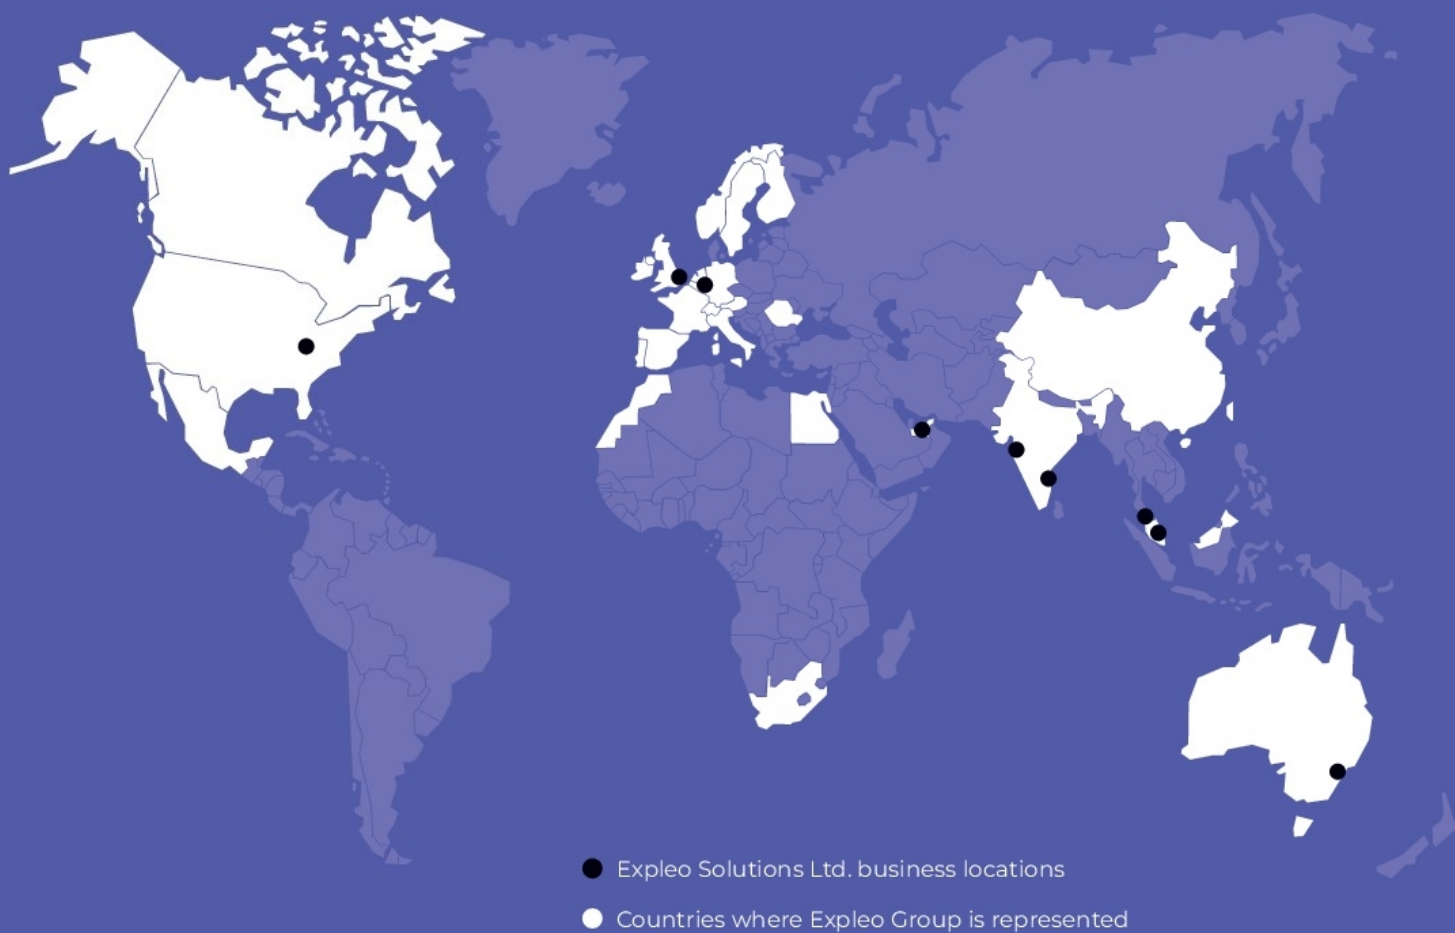 Expleo Solutions Ltd. business locations
Countries where Expleo Group is represented